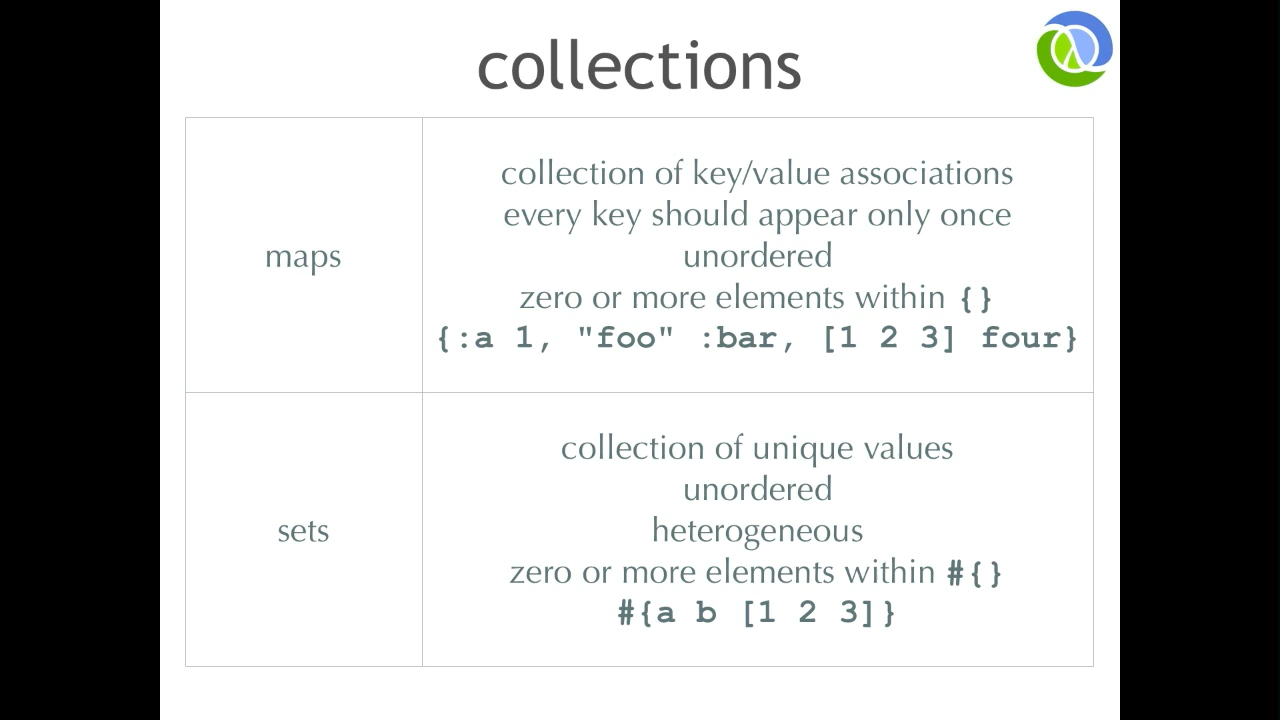 collections
maps
collection of key/value associations
every key should appear only once
unordered
zero or more elements within {}
{:a 1, "foo" :bar, [1 2 3] four}
sets
collection of unique values
unordered
heterogeneous
zero or more elements within #{}
#{a b [1 2 3]}